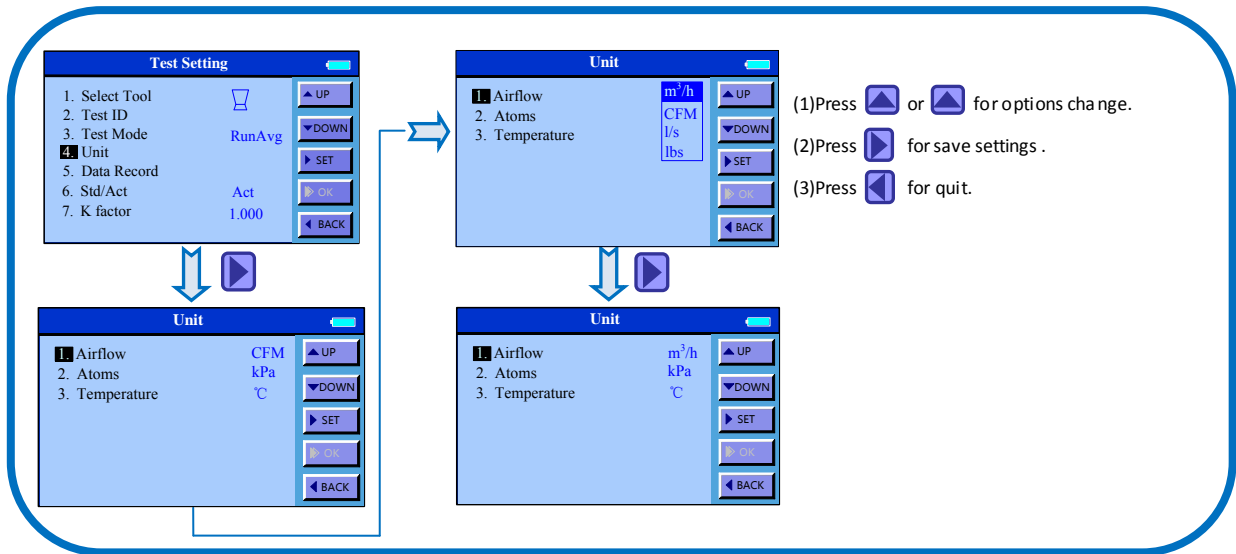 Test Setting
1. Select Tool
2. Test ID
3. Test Mode RunAvg
4. Unit
5. Data Record
6. Std/Act Act
7. K factor 1.000
UP
DOWN
SET
OK
BACK
Unit
1. Airflow m³/h
2. Atoms CFM
3. Temperature l/s
lbs
UP
DOWN
SET
OK
BACK
(1)Press or for options change.
(2)Press for save settings .
(3)Press for quit.
Unit
1. Airflow CFM
2. Atoms kPa
3. Temperature ℃
UP
DOWN
SET
OK
BACK
Unit
1. Airflow m³/h
2. Atoms kPa
3. Temperature ℃
UP
DOWN
SET
OK
BACK